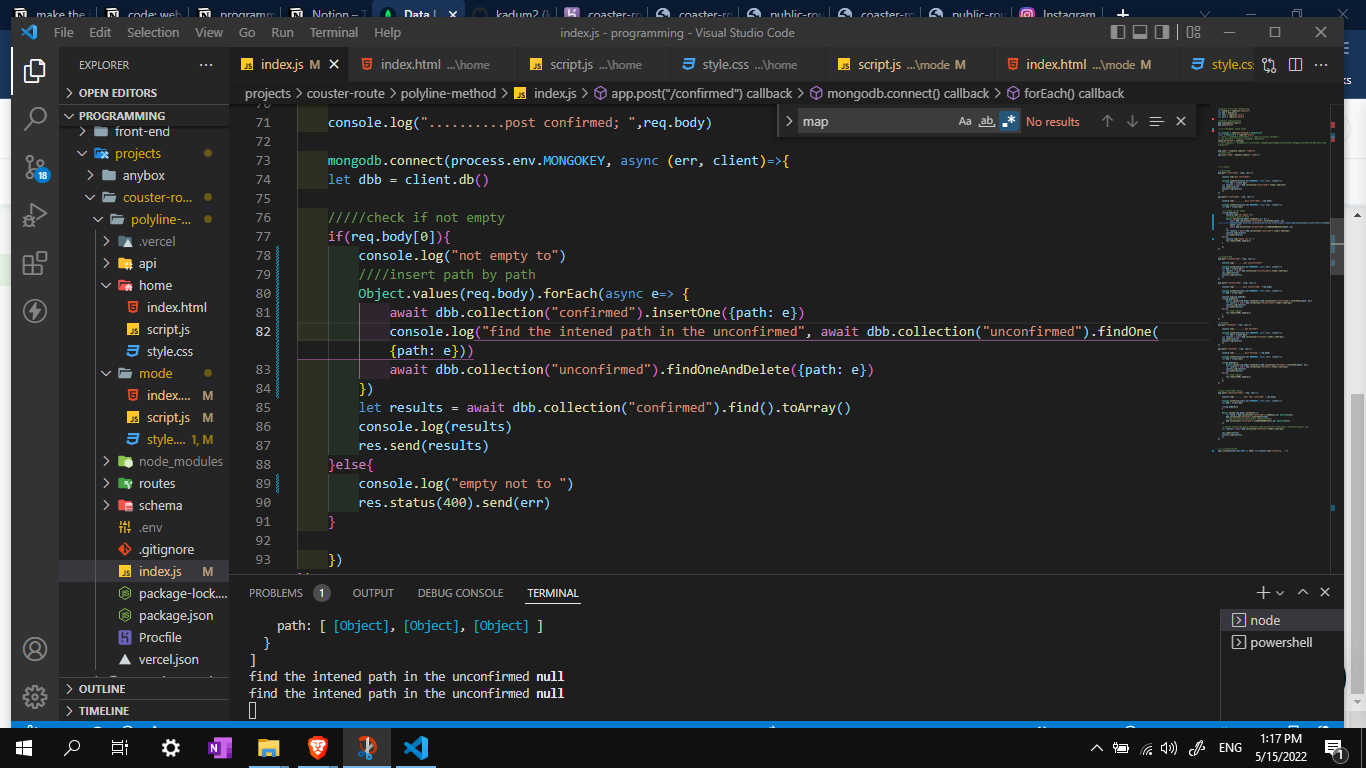 make the
code: web
programm
Notion – T
Data |
kadum2 (k
coaster-ro
coaster-ro
public-rou
coaster-ro
public-rou
Instagram
File Edit Selection View Go Run Terminal Help
index.js - programming - Visual Studio Code
EXPLORER
index.js M
index.html ...\home
script.js ...\home
style.css ...\home
script.js ...\mode M
index.html ...\mode M
style.css
OPEN EDITORS
projects > couster-route > polyline-method > index.js > app.post("/confirmed") callback > mongodb.connect() callback > forEach() callback
PROGRAMMING
front-end
projects
anybox
couster-ro...
polyline-...
.vercel
api
home
index.html
script.js
style.css
mode
index.... M
script.js M
style.... 1, M
node_modules
routes
schema
.env
.gitignore
index.js M
package-lock....
package.json
Procfile
vercel.json
OUTLINE
TIMELINE
18
map
Aa ab
No results
70
71 console.log("..........post confirmed; ",req.body)
72
73 mongodb.connect(process.env.MONGOKEY, async (err, client)=>{
74 let dbb = client.db()
75
76 /////check if not empty
77 if(req.body[0]){
78 console.log("not empty to")
79 ////insert path by path
80 Object.values(req.body).forEach(async e=> {
81 await dbb.collection("confirmed").insertOne({path: e})
82 console.log("find the intened path in the unconfirmed", await dbb.collection("unconfirmed").findOne(
{path: e}))
83 await dbb.collection("unconfirmed").findOneAndDelete({path: e})
84 })
85 let results = await dbb.collection("confirmed").find().toArray()
86 console.log(results)
87 res.send(results)
88 }else{
89 console.log("empty not to ")
90 res.status(400).send(err)
91 }
92
93 })
PROBLEMS 1 OUTPUT DEBUG CONSOLE TERMINAL
path: [ [Object], [Object], [Object] ]
}
]
find the intened path in the unconfirmed null
find the intened path in the unconfirmed null
node
powershell
ENG
1:17 PM
5/15/2022
1